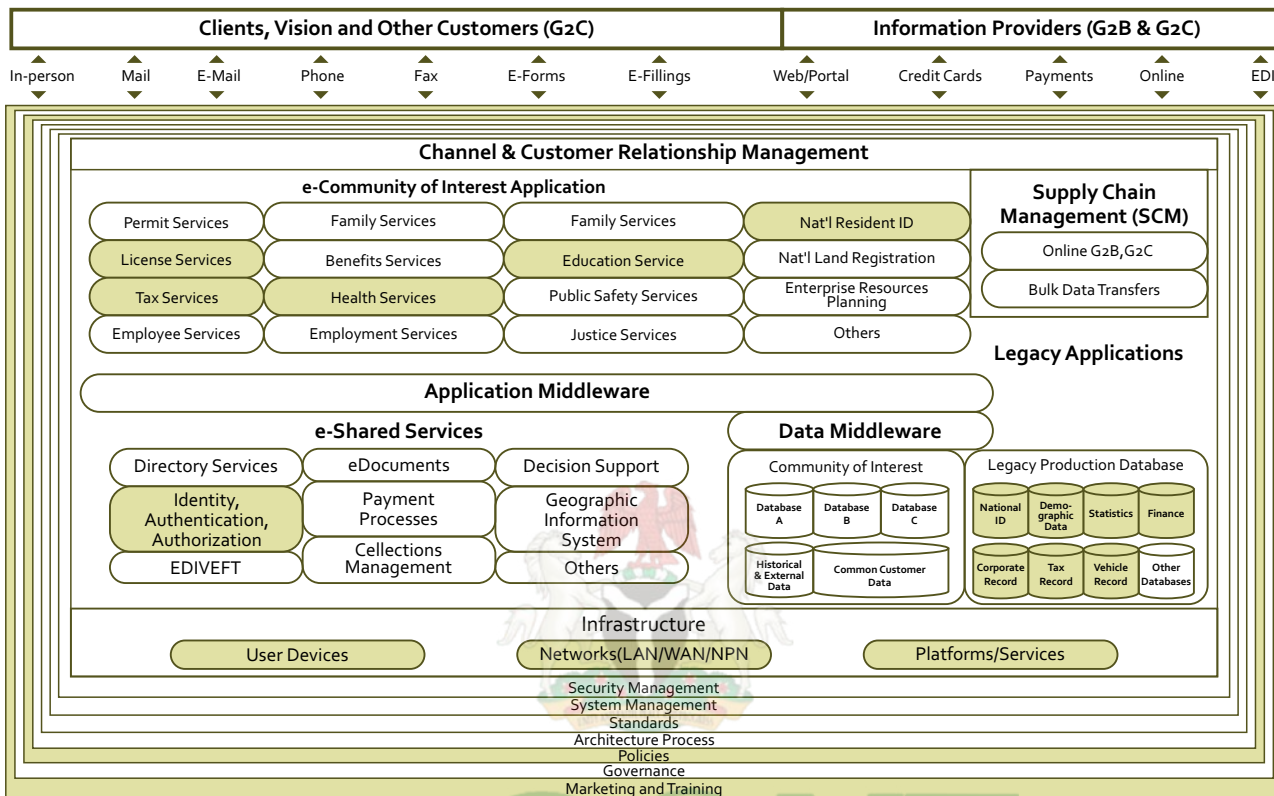 Clients, Vision and Other Customers (G2C)
Information Providers (G2B & G2C)
In-person
Mail
E-Mail
Phone
Fax
E-Forms
E-Fillings
Web/Portal
Credit Cards
Payments
Online
EDI
Channel & Customer Relationship Management
e-Community of Interest Application
Permit Services
Family Services
Family Services
Nat'l Resident ID
License Services
Benefits Services
Education Service
Nat'l Land Registration
Tax Services
Health Services
Public Safety Services
Enterprise Resources
Planning
Employee Services
Employment Services
Justice Services
Others
Supply Chain
Management (SCM)
Online G2B,G2C
Bulk Data Transfers
Legacy Applications
Application Middleware
e-Shared Services
Directory Services
eDocuments
Decision Support
Identity,
Authentication,
Authorization
Payment
Processes
Geographic
Information
System
EDIVEFT
Cellections
Management
Others
Data Middleware
Community of Interest
Database
A
Database
B
Database
C
Historical
& External
Data
Common Customer
Data
Legacy Production Database
National
ID
Demo-
graphic
Data
Statistics
Finance
Corporate
Record
Tax
Record
Vehicle
Record
Other
Databases
Infrastructure
User Devices
Networks(LAN/WAN/NPN
Platforms/Services
Security Management
System Management
Standards
Architecture Process
Policies
Governance
Marketing and Training